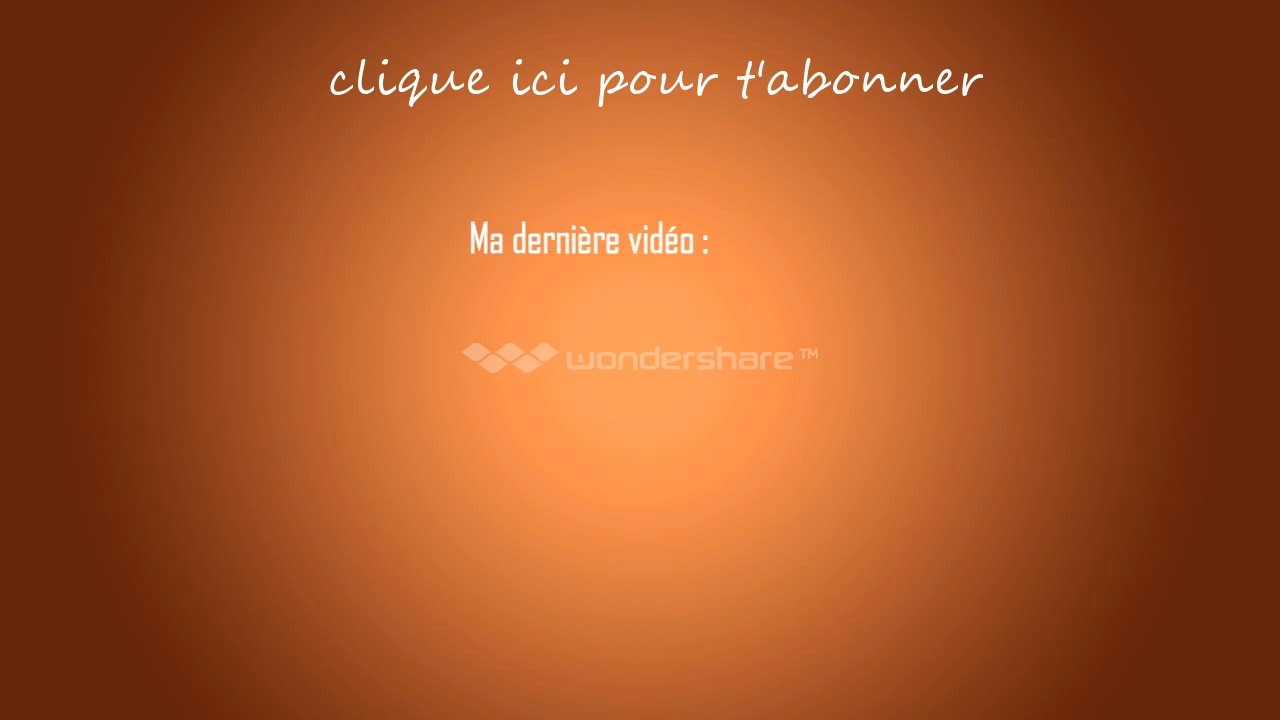 clique ici pour t'abonner
Ma dernière vidéo :
wondershare™